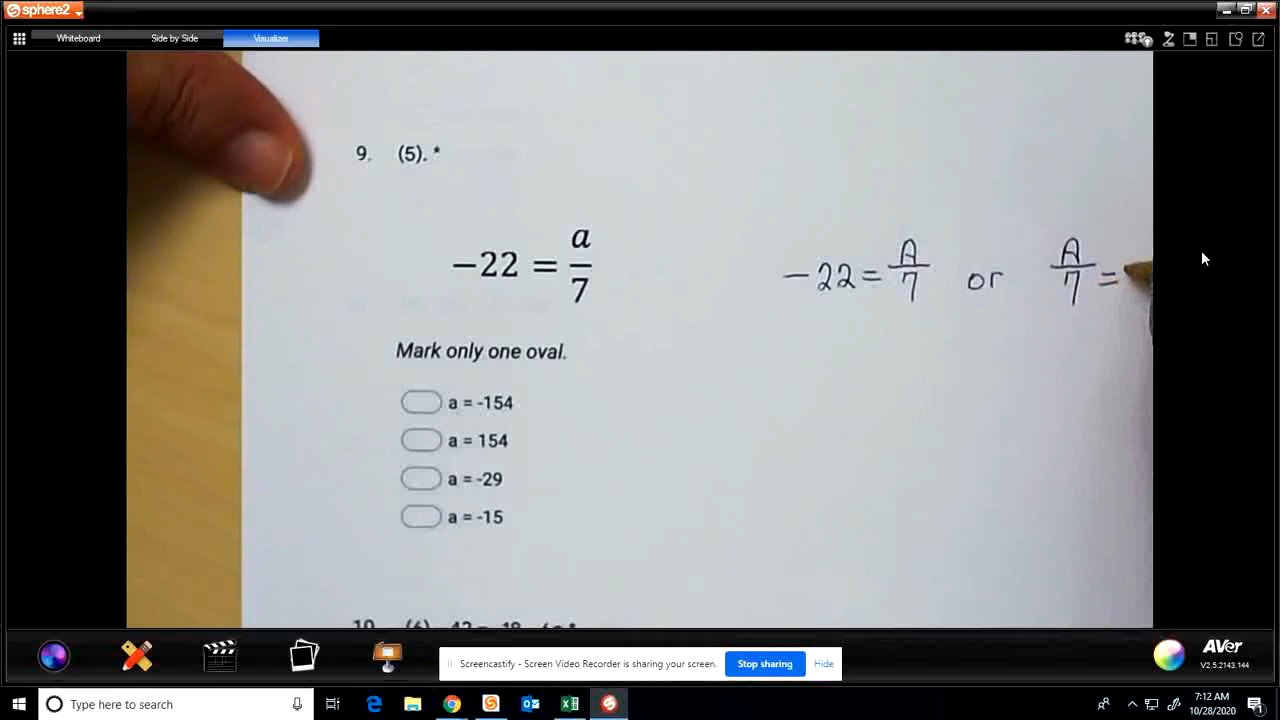 sphere2
Whiteboard Side by Side Visualizer
9. (5). *
−22 = a/7
−22 = A/7 or A/7 =
Mark only one oval.
a = -154
a = 154
a = -29
a = -15
10. (6)
AVer
V2.5.2143.144
Screencastify - Screen Video Recorder is sharing your screen. Stop sharing Hide
Type here to search
:12 AM
10/28/2020